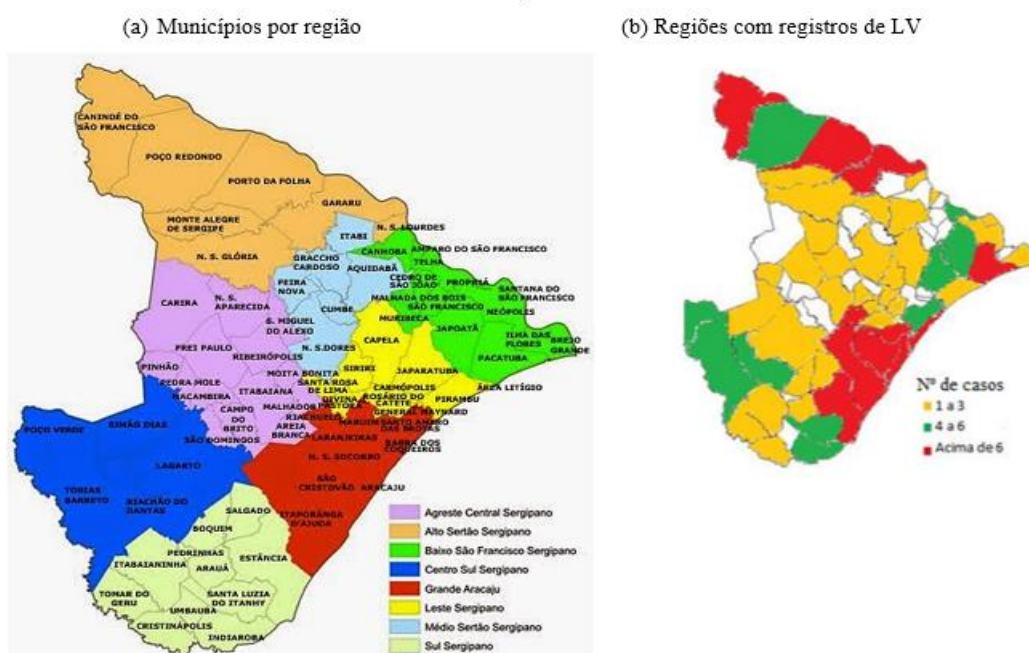 (a) Municípios por região
(b) Regiões com registros de LV
CANINDÉ DO
SÃO FRANCISCO
POÇO REDONDO
PORTO DA FOLHA
GARARU
MONTE ALEGRE
DE SERGIPE
N. S. LOURDES
ITABI
N. S. GLÓRIA
GRACCHO
CARDOSO
CANHOBA
AMPARO DO SÃO FRANCISCO
TELHA
AQUIDABÃ
FEIRA
NOVA
CEDRO DE
SÃO JOÃO
PROPRIÁ
SANTANA DO
SÃO FRANCISCO
CARIRA
N. S.
APARECIDA
MALHADA DOS BOIS
SÃO FRANCISCO
CUMBE
MURIBECA
NEÓPOLIS
S. MIGUEL
DO ALEIXO
JAPOATÃ
ILHA DAS
FLORES
BREJO
GRANDE
FREI PAULO
RIBEIRÓPOLIS
N. S.DORES
CAPELA
PACATUBA
PINHÃO
MOITA BONITA
SIRIRI
JAPARATUBA
PEDRA MOLE
SANTA ROSA
DE LIMA
CARMÓPOLIS
ÁREA LITÍGIO
MACAMBIRA
ITABAIANA
DIVINA
PASTORA
ROSÁRIO DO
CATETE
PIRAMBU
CAMPO
DO
BRITO
MALHADOR
GENERAL MAYNARD
RIACHUELO
MARUIM
SANTO AMARO
DAS BROTAS
POÇO VERDE
SIMÃO DIAS
SÃO DOMINGOS
AREIA
BRANCA
LARANJEIRAS
BARRA DOS
COQUEIROS
LAGARTO
N. S. SOCORRO
SÃO
CRISTOVÃO
ARACAJU
TOBIAS
BARRETO
RIACHÃO DO
DANTAS
ITAPORANGA
D'AJUDA
SALGADO
BOQUIM
PEDRINHAS
ITABAIANINHA
ARAUÁ
ESTÂNCIA
TOMAR DO
GERU
SANTA LUZIA
DO ITANHY
UMBAUBA
CRISTINÁPOLIS
INDIAROBA
Agreste Central Sergipano
Alto Sertão Sergipano
Baixo São Francisco Sergipano
Centro Sul Sergipano
Grande Aracaju
Leste Sergipano
Médio Sertão Sergipano
Sul Sergipano
Nº de casos
1 a 3
4 a 6
Acima de 6